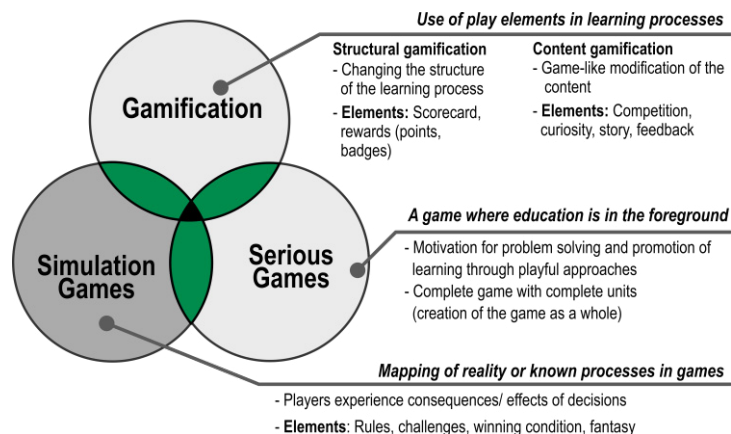 Use of play elements in learning processes
Structural gamification
- Changing the structure
of the learning process
- Elements: Scorecard,
rewards (points,
badges)
Content gamification
- Game-like modification of the
content
- Elements: Competition,
curiosity, story, feedback
Gamification
A game where education is in the foreground
- Motivation for problem solving and promotion of
learning through playful approaches
- Complete game with complete units
(creation of the game as a whole)
Simulation
Games
Serious
Games
Mapping of reality or known processes in games
- Players experience consequences/ effects of decisions
- Elements: Rules, challenges, winning condition, fantasy